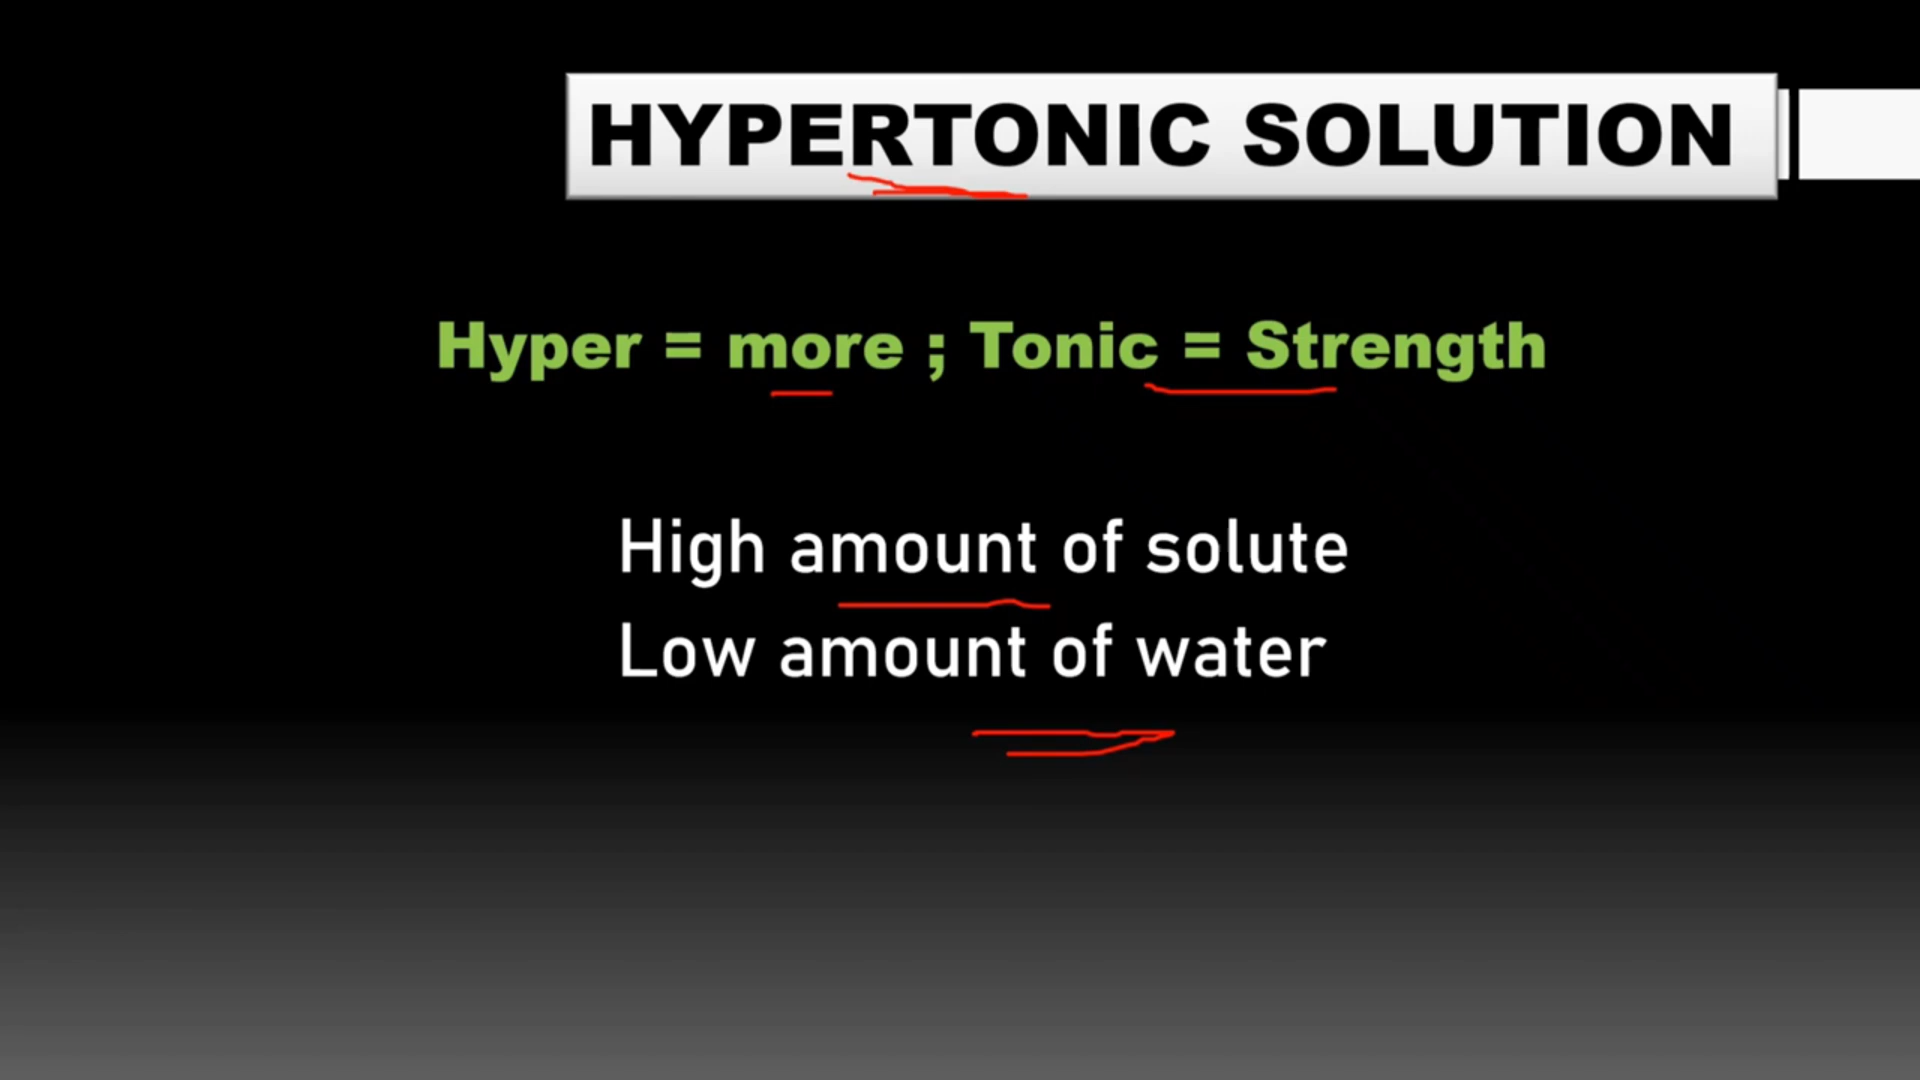 HYPERTONIC SOLUTION
Hyper = more ; Tonic = Strength
High amount of solute
Low amount of water